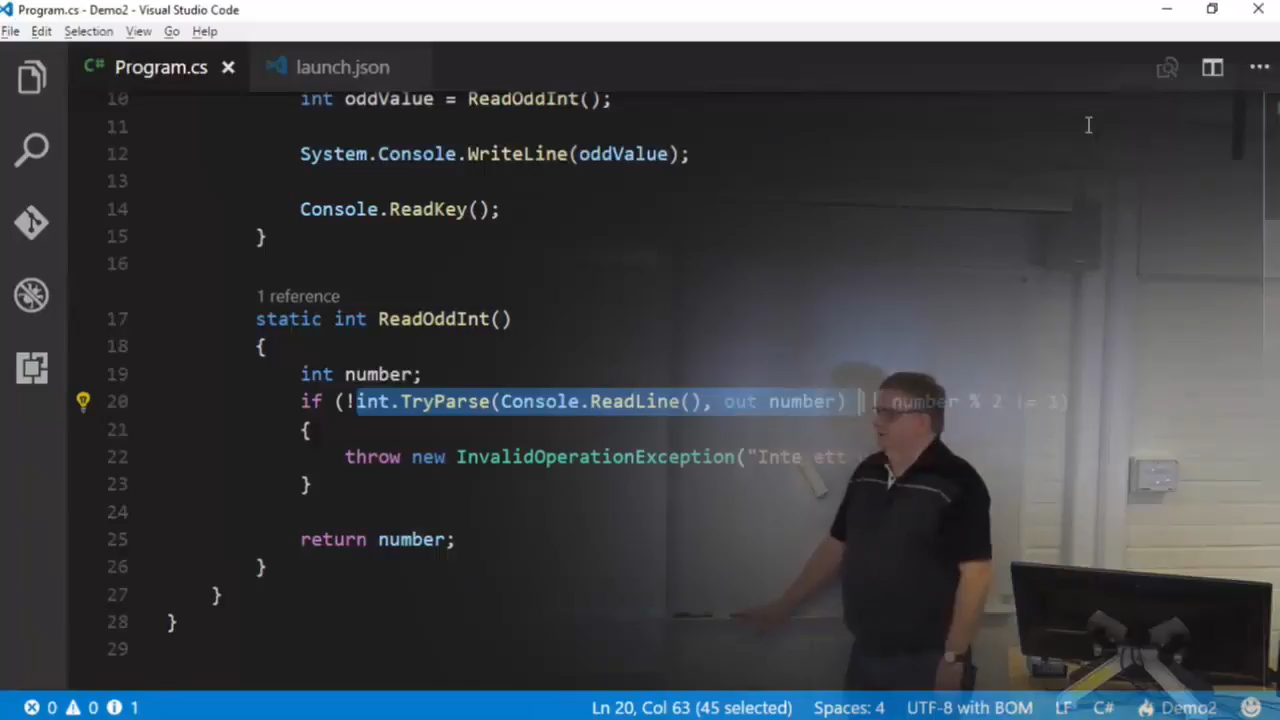 Program.cs - Demo2 - Visual Studio Code
File Edit Selection View Go Help
C# Program.cs × launch.json
10 int oddValue = ReadOddInt();
11
12 System.Console.WriteLine(oddValue);
13
14 Console.ReadKey();
15 }
16
1 reference
17 static int ReadOddInt()
18 {
19 int number;
20 if (!int.TryParse(Console.ReadLine(), out number) || number % 2 != 1)
21 {
22 throw new InvalidOperationException("Inte ett
23 }
24
25 return number;
26 }
27 }
28 }
29
0 0 1 Ln 20, Col 63 (45 selected) Spaces: 4 UTF-8 with BOM LF C# Demo2